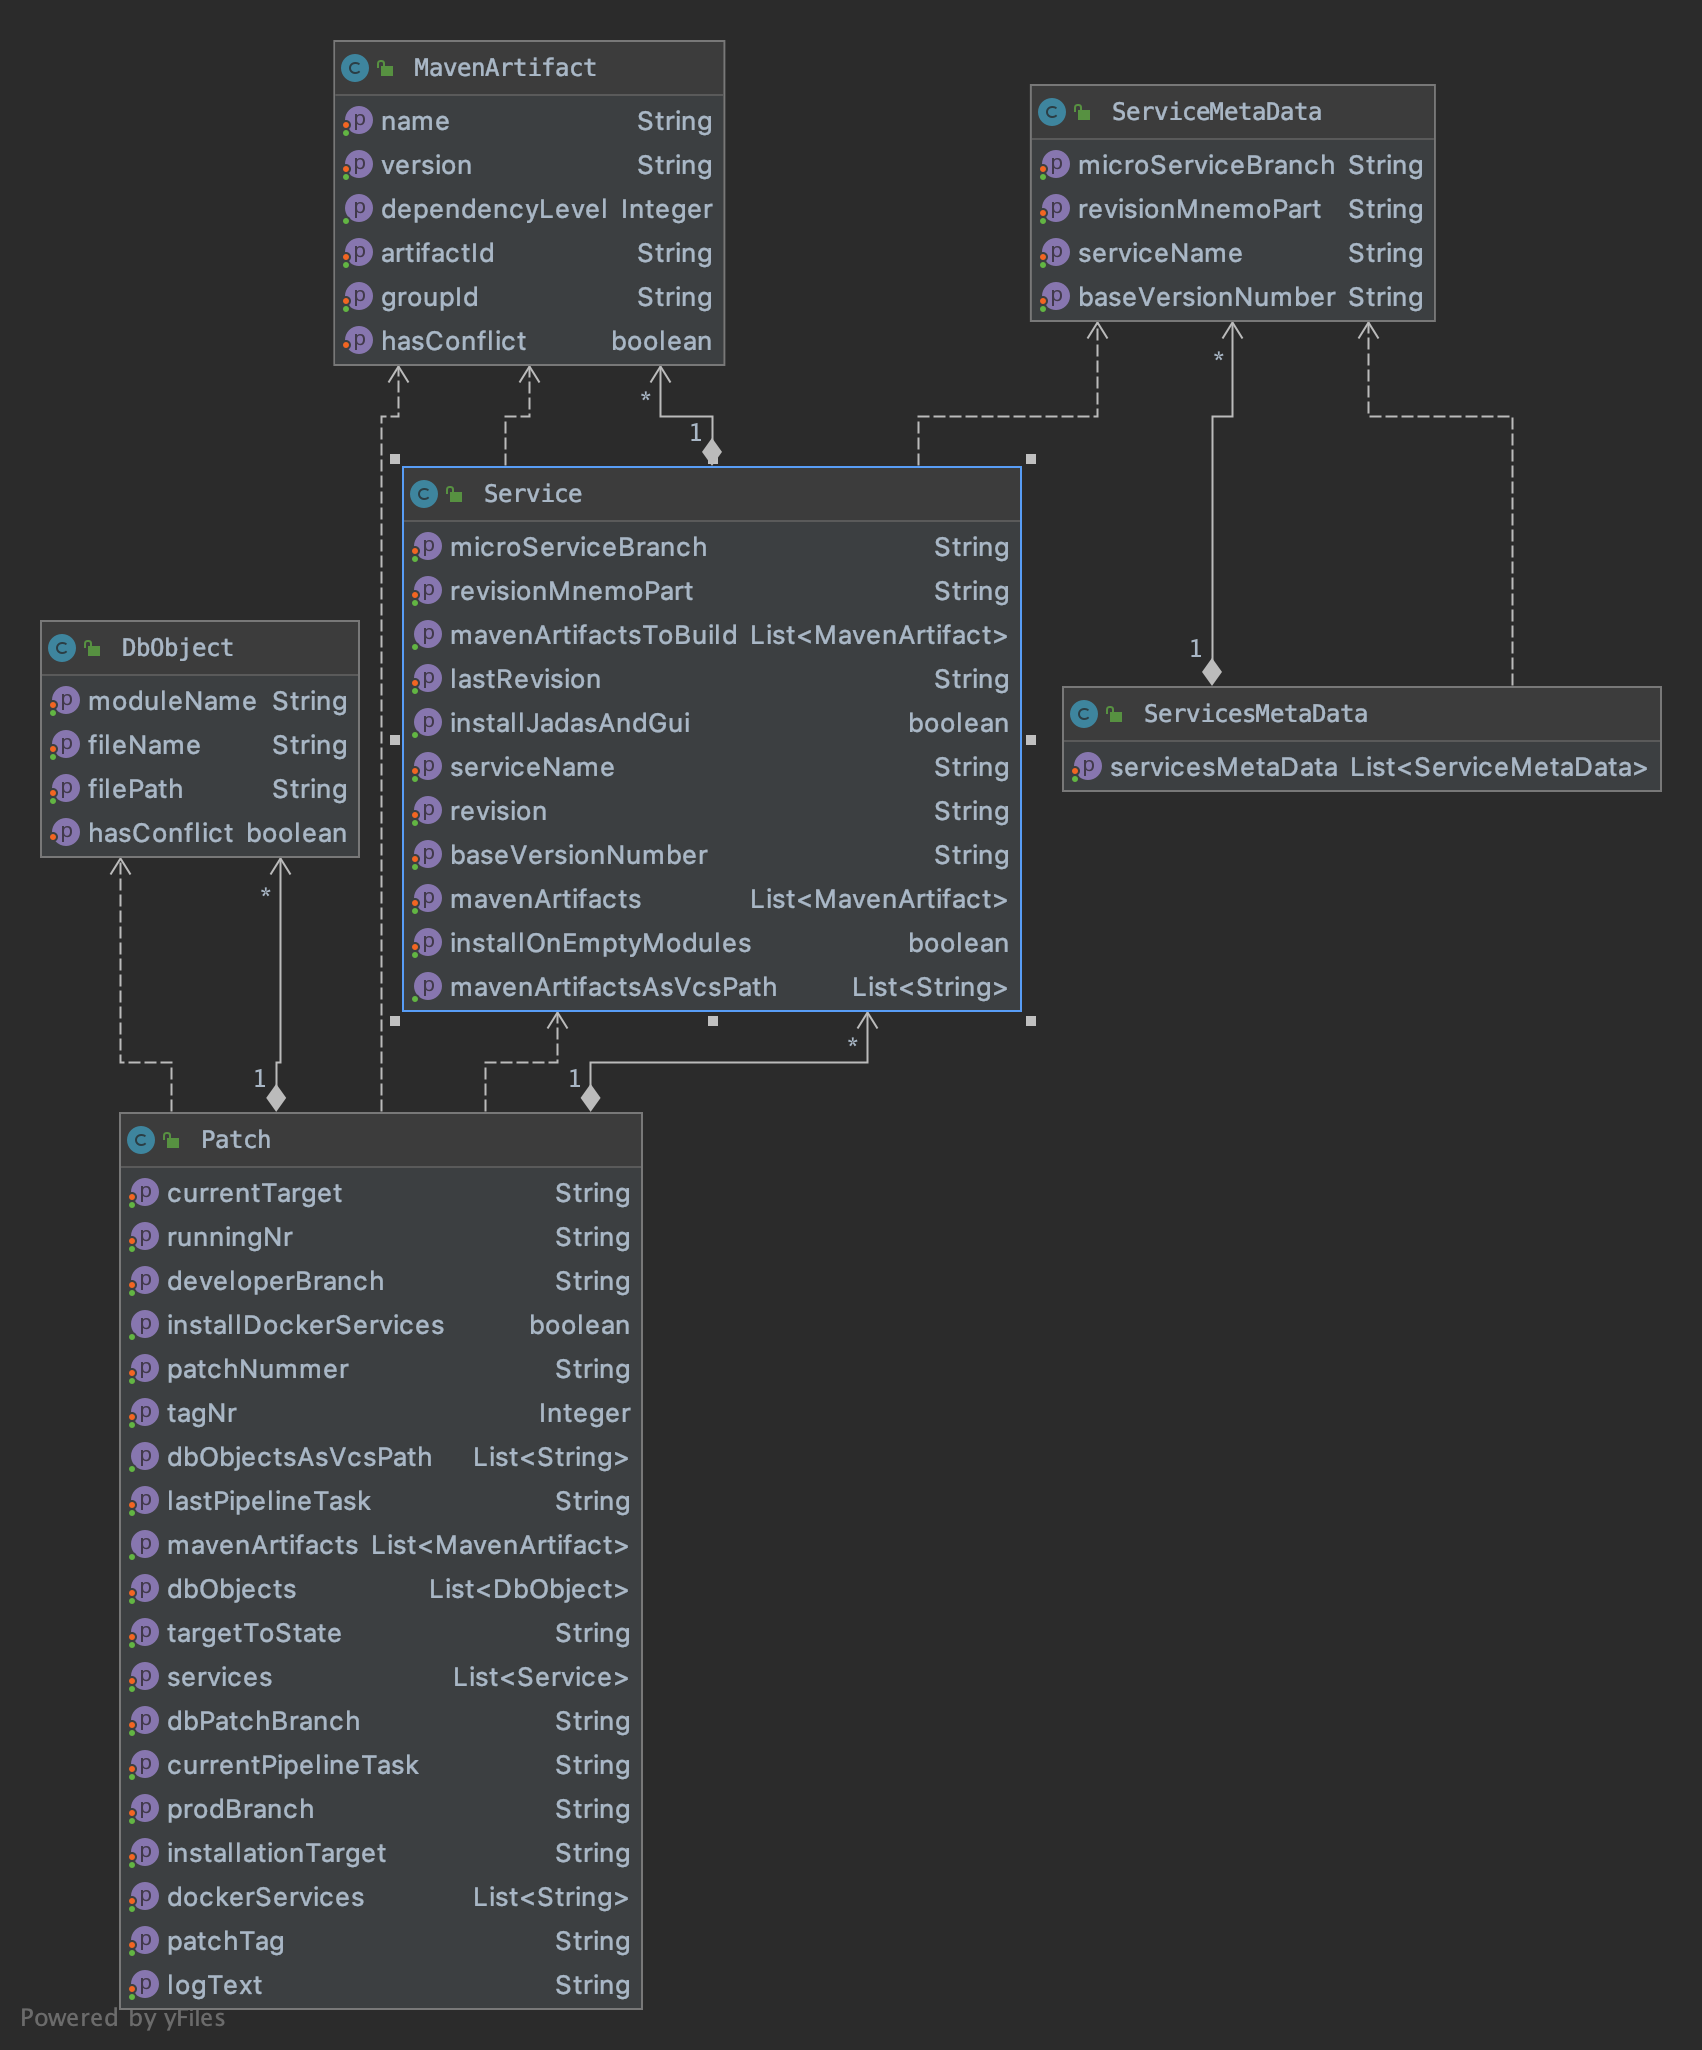 MavenArtifact
name String
version String
dependencyLevel Integer
artifactId String
groupId String
hasConflict boolean
ServiceMetaData
microServiceBranch String
revisionMnemoPart String
serviceName String
baseVersionNumber String
*
1
*
Service
microServiceBranch String
revisionMnemoPart String
mavenArtifactsToBuild List<MavenArtifact>
lastRevision String
installJadasAndGui boolean
serviceName String
revision String
baseVersionNumber String
mavenArtifacts List<MavenArtifact>
installOnEmptyModules boolean
mavenArtifactsAsVcsPath List<String>
DbObject
moduleName String
fileName String
filePath String
hasConflict boolean
1
ServicesMetaData
servicesMetaData List<ServiceMetaData>
*
1
*
1
Patch
currentTarget String
runningNr String
developerBranch String
installDockerServices boolean
patchNummer String
tagNr Integer
dbObjectsAsVcsPath List<String>
lastPipelineTask String
mavenArtifacts List<MavenArtifact>
dbObjects List<DbObject>
targetToState String
services List<Service>
dbPatchBranch String
currentPipelineTask String
prodBranch String
installationTarget String
dockerServices List<String>
patchTag String
logText String
Powered by yFiles